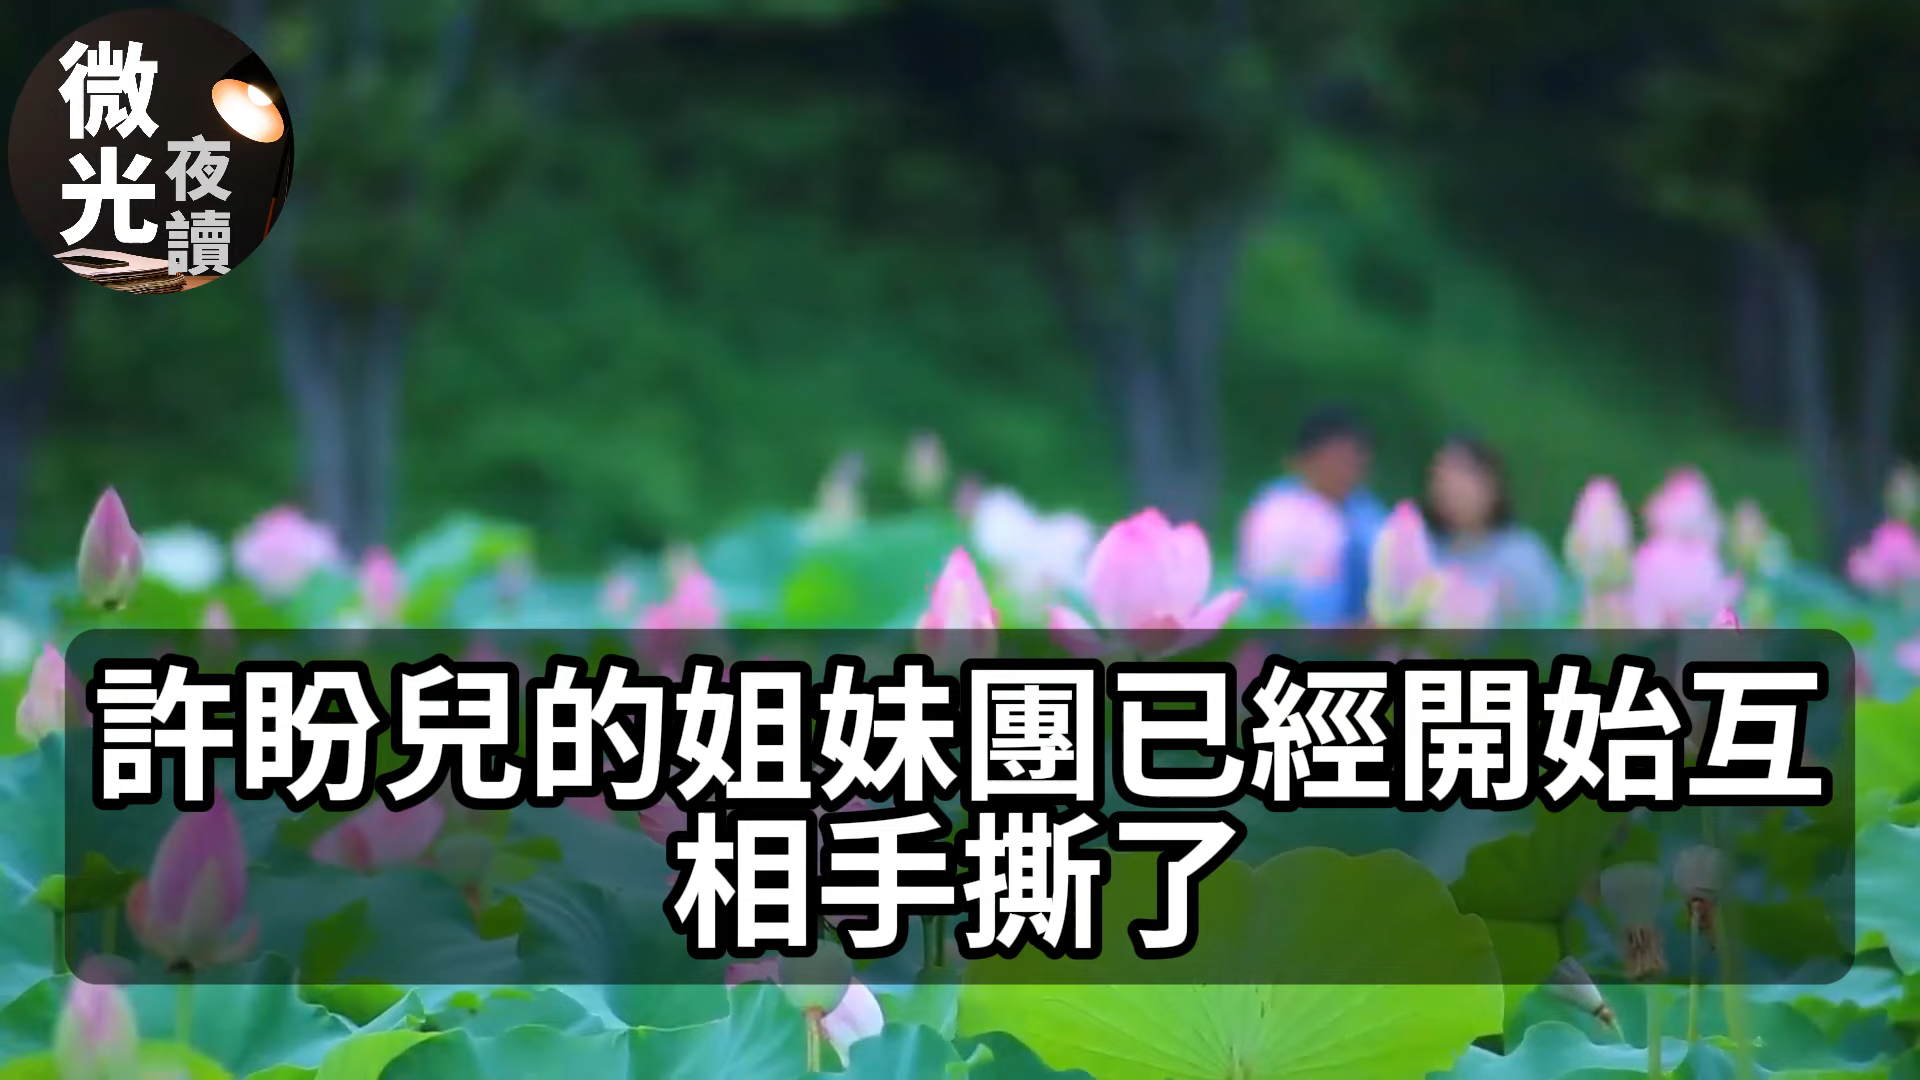 微光
夜讀
許盼兒的姐妹團已經開始互
相手撕了